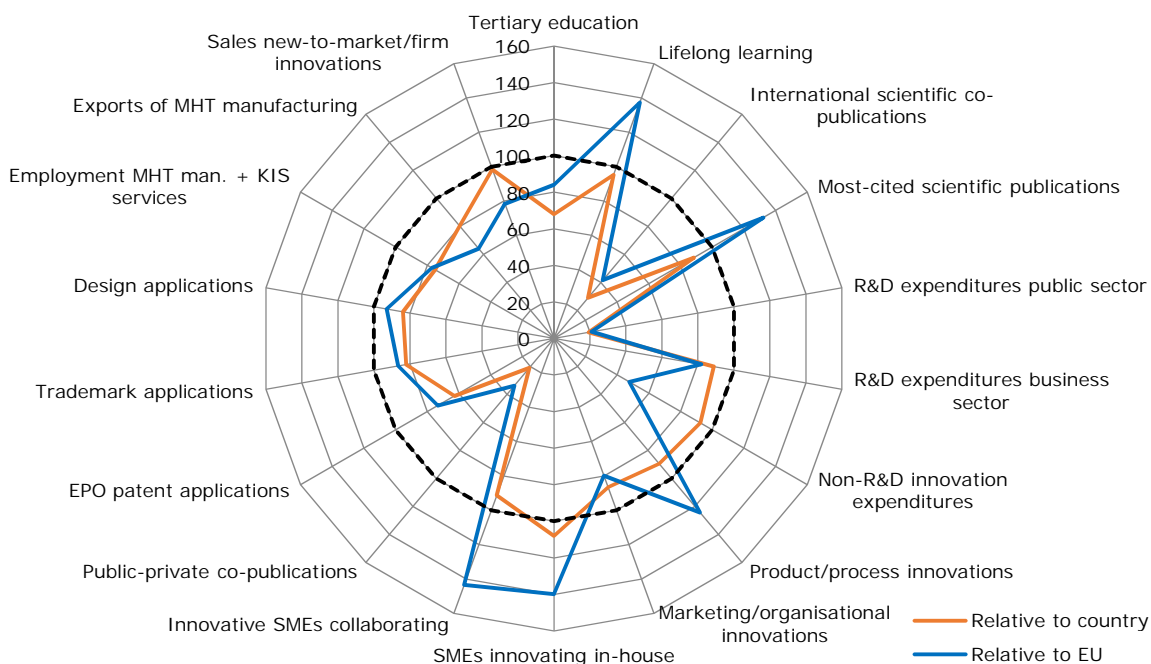 Tertiary education
Sales new-to-market/firm
innovations
Lifelong learning
Exports of MHT manufacturing
International scientific co-
publications
Employment MHT man. + KIS
services
Most-cited scientific publications
Design applications
R&D expenditures public sector
Trademark applications
R&D expenditures business
sector
EPO patent applications
Non-R&D innovation
expenditures
Public-private co-publications
Product/process innovations
Innovative SMEs collaborating
Marketing/organisational
innovations
SMEs innovating in-house
160
140
120
100
80
60
40
20
0
Relative to country
Relative to EU